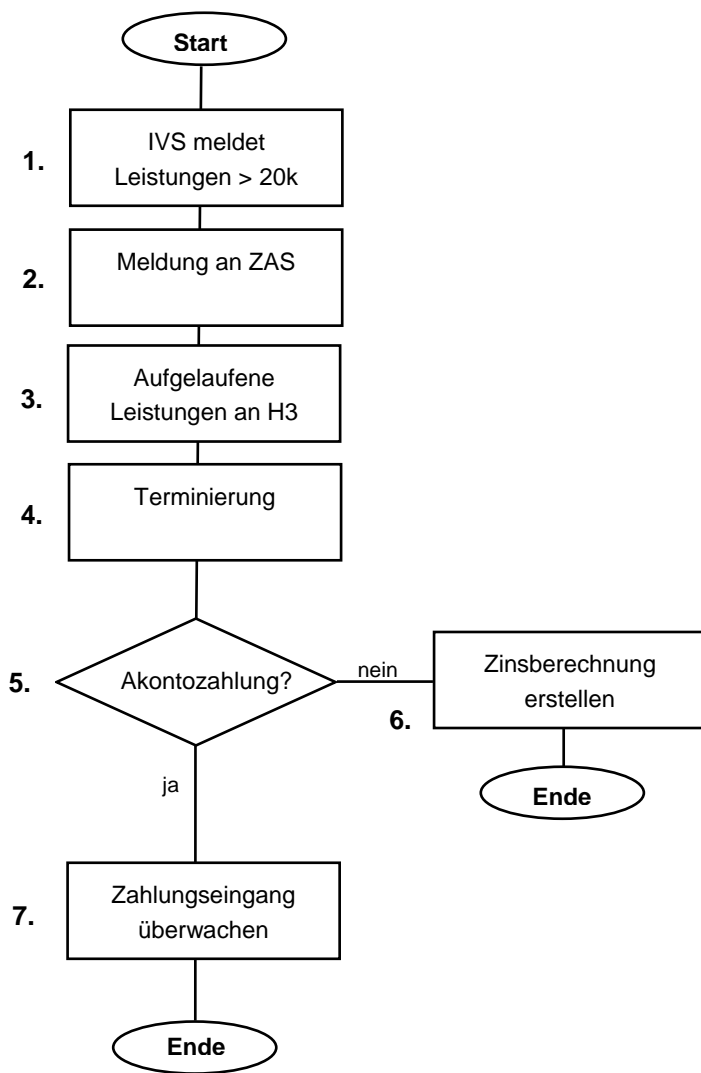 Start
1.
IVS meldet
Leistungen > 20k
2.
Meldung an ZAS
3.
Aufgelaufene
Leistungen an H3
4.
Terminierung
5.
Akontozahlung?
nein
6.
Zinsberechnung
erstellen
Ende
ja
7.
Zahlungseingang
überwachen
Ende